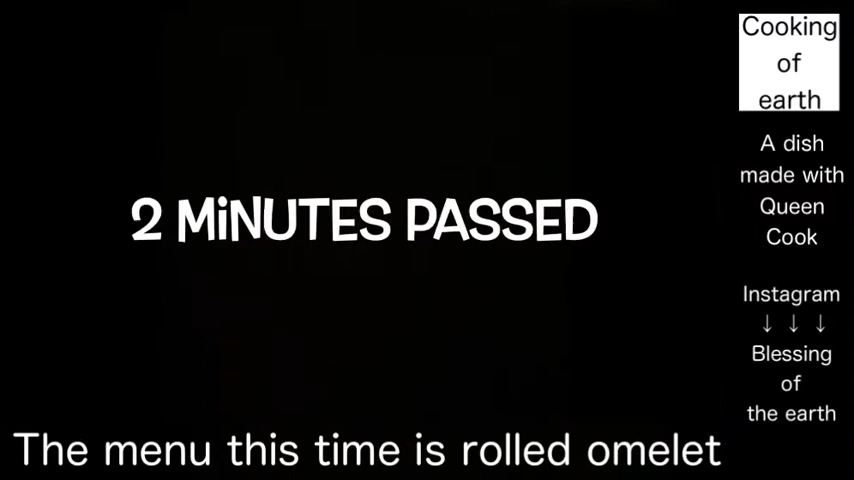 2 MiNUTES PASSED
Cooking
of
earth
A dish
made with
Queen
Cook
Instagram
↓ ↓ ↓
Blessing
of
the earth
The menu this time is rolled omelet